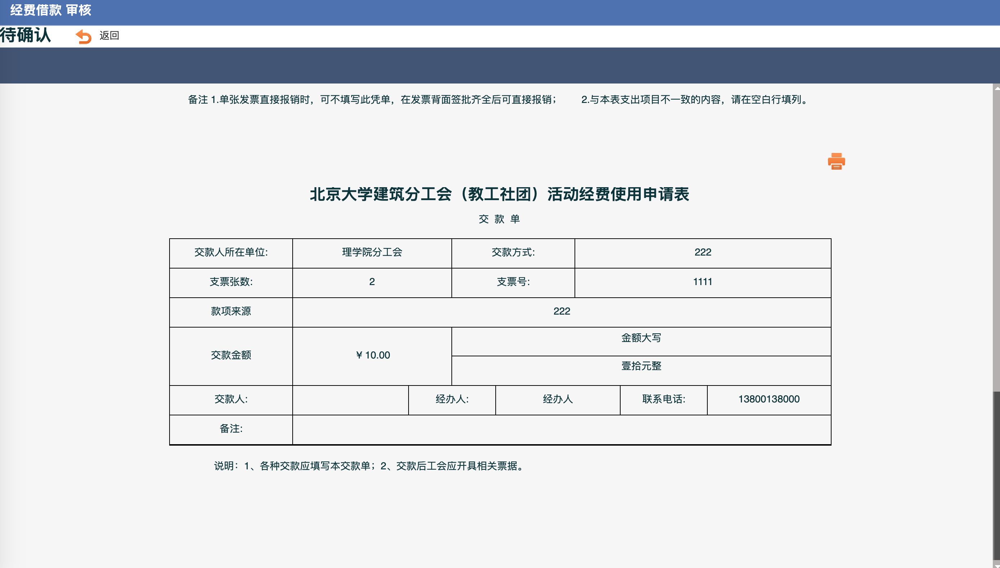 经费借款 审核
待确认 返回
备注 1.单张发票直接报销时，可不填写此凭单，在发票背面签批齐全后可直接报销； 2.与本表支出项目不一致的内容，请在空白行填列。
北京大学建筑分工会（教工社团）活动经费使用申请表
交 款 单
交款人所在单位: 理学院分工会 交款方式: 222
支票张数: 2 支票号: 1111
款项来源 222
金额大写
交款金额 ¥ 10.00
壹拾元整
交款人: 经办人: 经办人 联系电话: 13800138000
备注:
说明：1、各种交款应填写本交款单；2、交款后工会应开具相关票据。